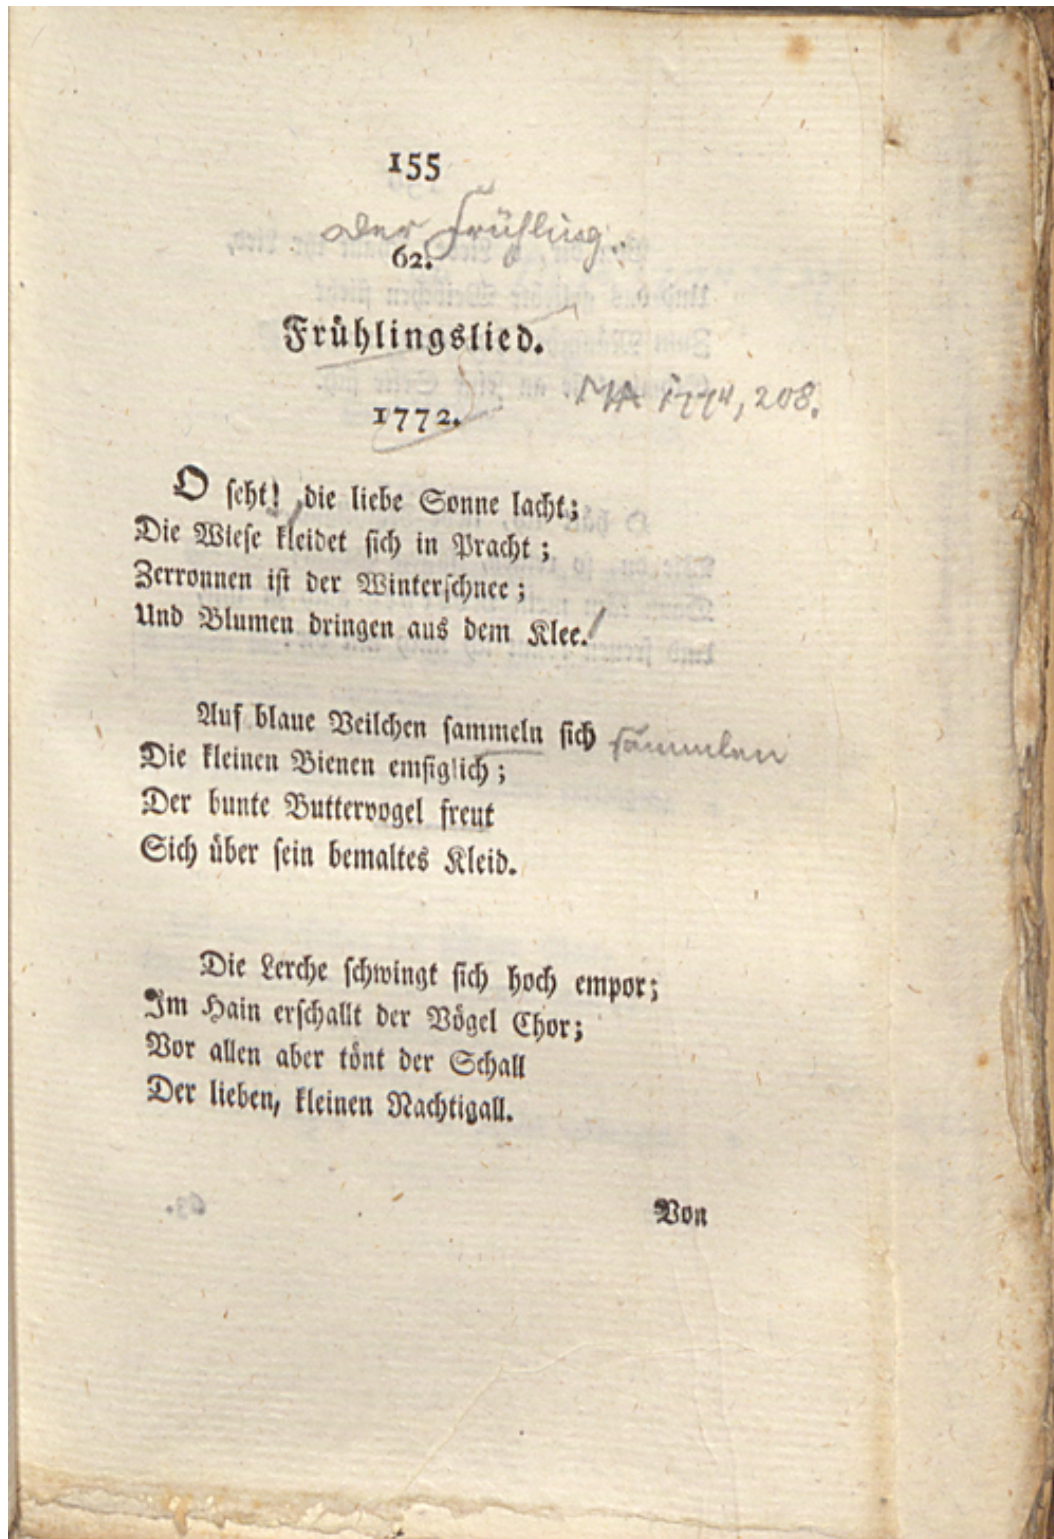 155
Der Frühling.
62.
Frühlingslied.
1772.
MA 1774, 208.
O seht! die liebe Sonne lacht;
Die Wiese kleidet sich in Pracht;
Zerronnen ist der Winterschnee;
Und Blumen dringen aus dem Klee.
Auf blaue Veilchen sammeln sich sammlen
Die kleinen Bienen emsiglich;
Der bunte Buttervogel freut
Sich über sein bemaltes Kleid.
Die Lerche schwingt sich hoch empor;
Im Hain erschallt der Vögel Chor;
Vor allen aber tönt der Schall
Der lieben, kleinen Nachtigall.
Von